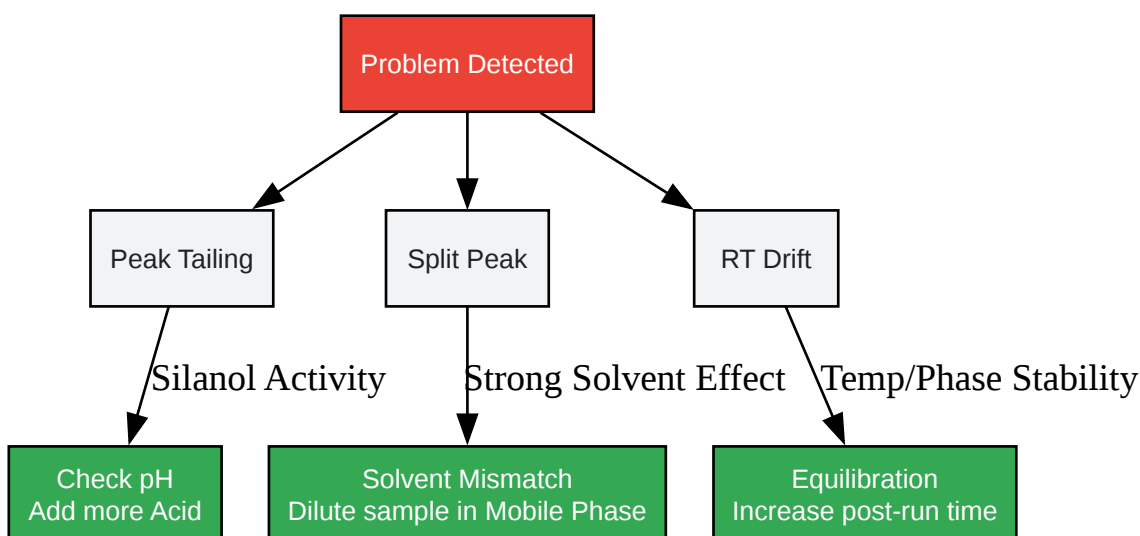 Problem Detected
Peak Tailing
Split Peak
RT Drift
Silanol Activity
Strong Solvent Effect
Temp/Phase Stability
Check pH
Add more Acid
Solvent Mismatch
Dilute sample in Mobile Phase
Equilibration
Increase post-run time